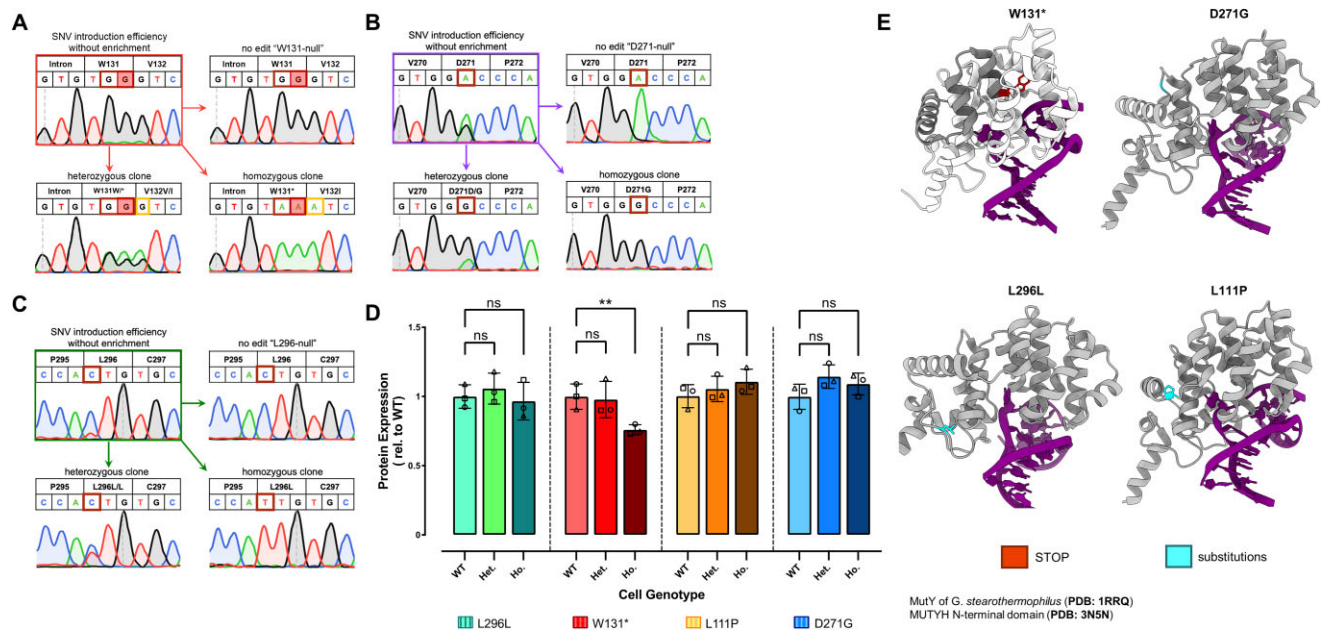 A
SNV introduction efficiency
without enrichment
Intron W131 V132
G T G T G G G T C
no edit "W131-null"
Intron W131 V132
G T G T G G G T C
heterozygous clone
Intron W131W/* V132V/I
G T G T G G G T C
homozygous clone
Intron W131* V132I
G T G T A A A T C
B
SNV introduction efficiency
without enrichment
V270 D271 P272
G T G G A C C C A
no edit "D271-null"
V270 D271 P272
G T G G A C C C A
heterozygous clone
V270 D271D/G P272
G T G G G C C C A
homozygous clone
V270 D271G P272
G T G G G C C C A
C
SNV introduction efficiency
without enrichment
P295 L296 C297
C C A C T G T G C
no edit "L296-null"
P295 L296 C297
C C A C T G T G C
heterozygous clone
P295 L296L/L C297
C C A C T G T G C
homozygous clone
P295 L296L C297
C C A T T G T G C
D
Protein Expression
( rel. to WT)
1.5
1.0
0.5
0
ns
ns
**
ns
ns
ns
ns
ns
WT Het. Ho. WT Het. Ho. WT Het. Ho. WT Het. Ho.
Cell Genotype
L296L W131* L111P D271G
E
W131* D271G
L296L L111P
STOP substitutions
MutY of G. stearothermophilus (PDB: 1RRQ)
MUTYH N-terminal domain (PDB: 3N5N)